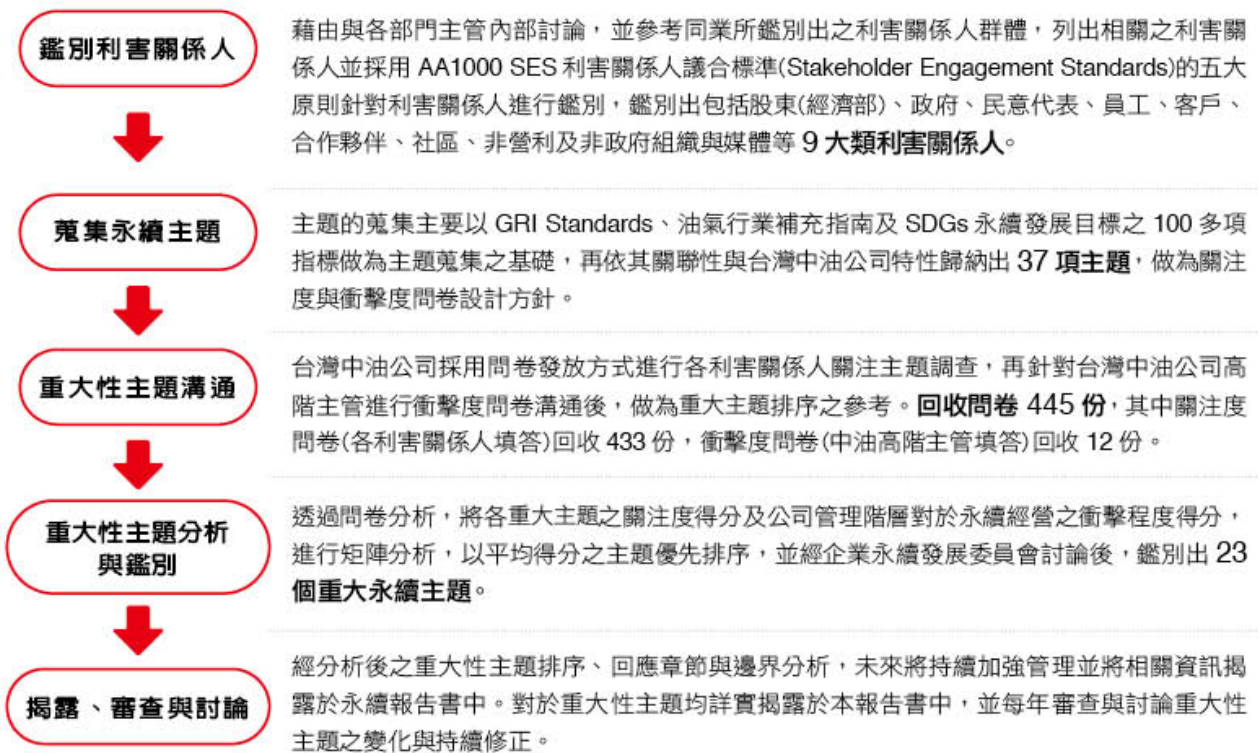 鑑別利害關係人
藉由與各部門主管內部討論，並參考同業所鑑別出之利害關係人群體，列出相關之利害關
係人並採用 AA1000 SES 利害關係人議合標準(Stakeholder Engagement Standards)的五大
原則針對利害關係人進行鑑別，鑑別出包括股東(經濟部)、政府、民意代表、員工、客戶、
合作夥伴、社區、非營利及非政府組織與媒體等 9 大類利害關係人。
蒐集永續主題
主題的蒐集主要以 GRI Standards、油氣行業補充指南及 SDGs 永續發展目標之 100 多項
指標做為主題蒐集之基礎，再依其關聯性與台灣中油公司特性歸納出 37 項主題，做為關注
度與衝擊度問卷設計方針。
重大性主題溝通
台灣中油公司採用問卷發放方式進行各利害關係人關注主題調查，再針對台灣中油公司高
階主管進行衝擊度問卷溝通後，做為重大主題排序之參考。回收問卷 445 份，其中關注度
問卷(各利害關係人填答)回收 433 份，衝擊度問卷(中油高階主管填答)回收 12 份。
重大性主題分析
與鑑別
透過問卷分析，將各重大主題之關注度得分及公司管理階層對於永續經營之衝擊程度得分，
進行矩陣分析，以平均得分之主題優先排序，並經企業永續發展委員會討論後，鑑別出 23
個重大永續主題。
揭露、審查與討論
經分析後之重大性主題排序、回應章節與邊界分析，未來將持續加強管理並將相關資訊揭
露於永續報告書中。對於重大性主題均詳實揭露於本報告書中，並每年審查與討論重大性
主題之變化與持續修正。